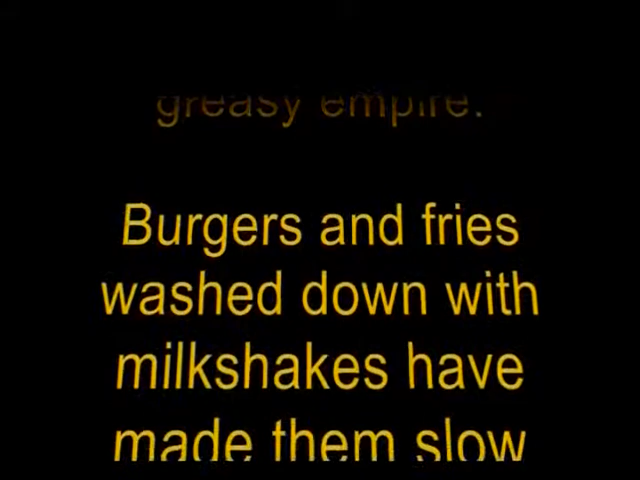 greasy empire.
Burgers and fries
washed down with
milkshakes have
made them slow